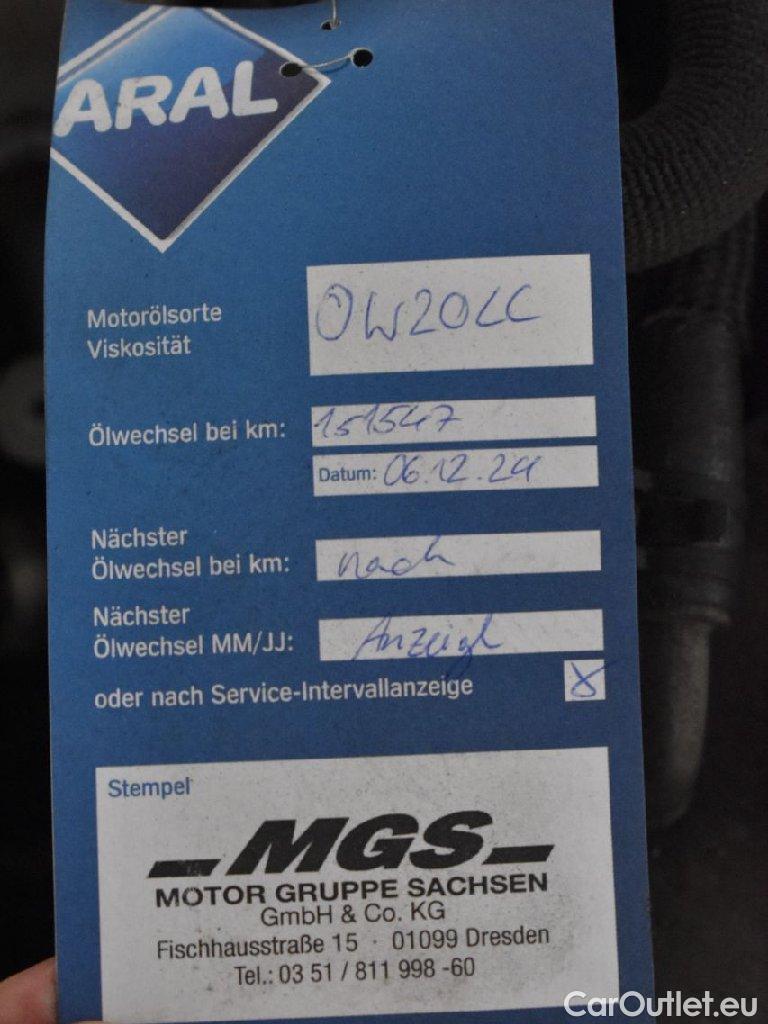 ARAL
Motorölsorte
Viskosität
0W20LL
Ölwechsel bei km: 151547
Datum: 06.12.24
Nächster
Ölwechsel bei km: nach
Nächster
Ölwechsel MM/JJ: Anzeige
oder nach Service-Intervallanzeige X
Stempel
MGS
MOTOR GRUPPE SACHSEN
GmbH & Co. KG
Fischhausstraße 15 · 01099 Dresden
Tel.: 03 51 / 811 998 -60
CarOutlet.eu